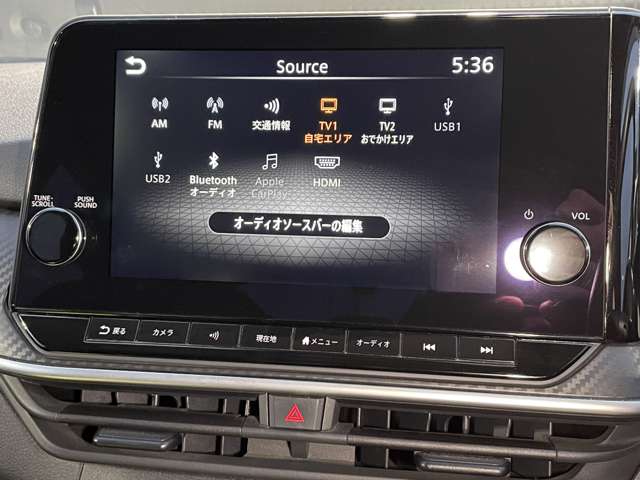 Source 5:36
AM FM 交通情報 TV1 TV2 USB1
自宅エリア おでかけエリア
USB2 Bluetooth Apple HDMI
オーディオ CarPlay
オーディオソースバーの編集
TUNE・ PUSH
SCROLL SOUND
VOL
戻る カメラ 現在地 メニュー オーディオ